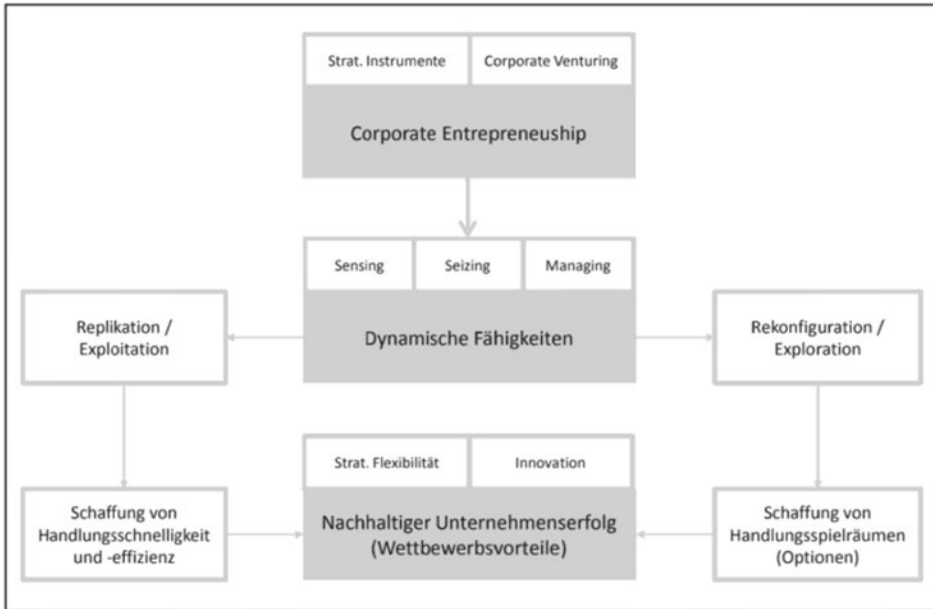 Strat. Instrumente
Corporate Venturing
Corporate Entrepreuship
Sensing
Seizing
Managing
Dynamische Fähigkeiten
Replikation /
Exploitation
Rekonfiguration /
Exploration
Strat. Flexibilität
Innovation
Nachhaltiger Unternehmenserfolg
(Wettbewerbsvorteile)
Schaffung von
Handlungsschnelligkeit
und -effizienz
Schaffung von
Handlungsspielräumen
(Optionen)